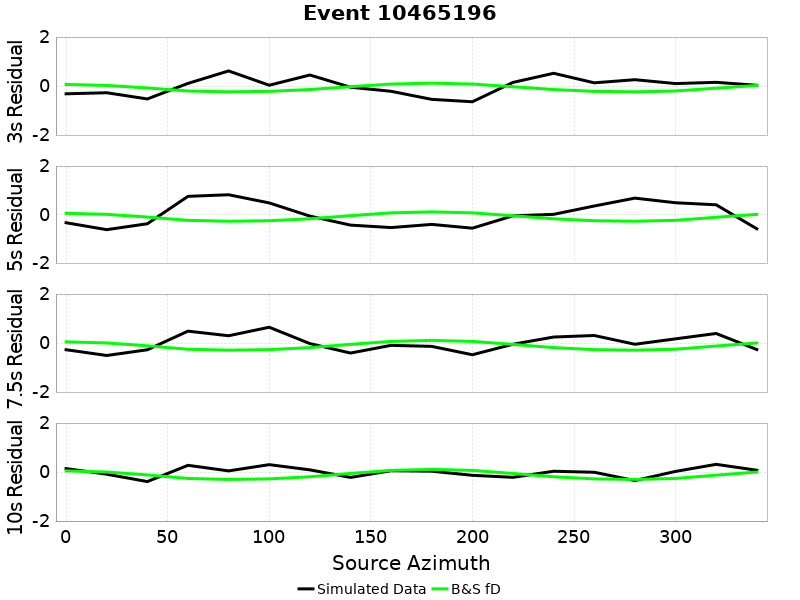 Event 10465196
2
0
-2
3s Residual
2
0
-2
5s Residual
2
0
-2
7.5s Residual
2
0
-2
10s Residual
0 50 100 150 200 250 300
Source Azimuth
Simulated Data B&S fD